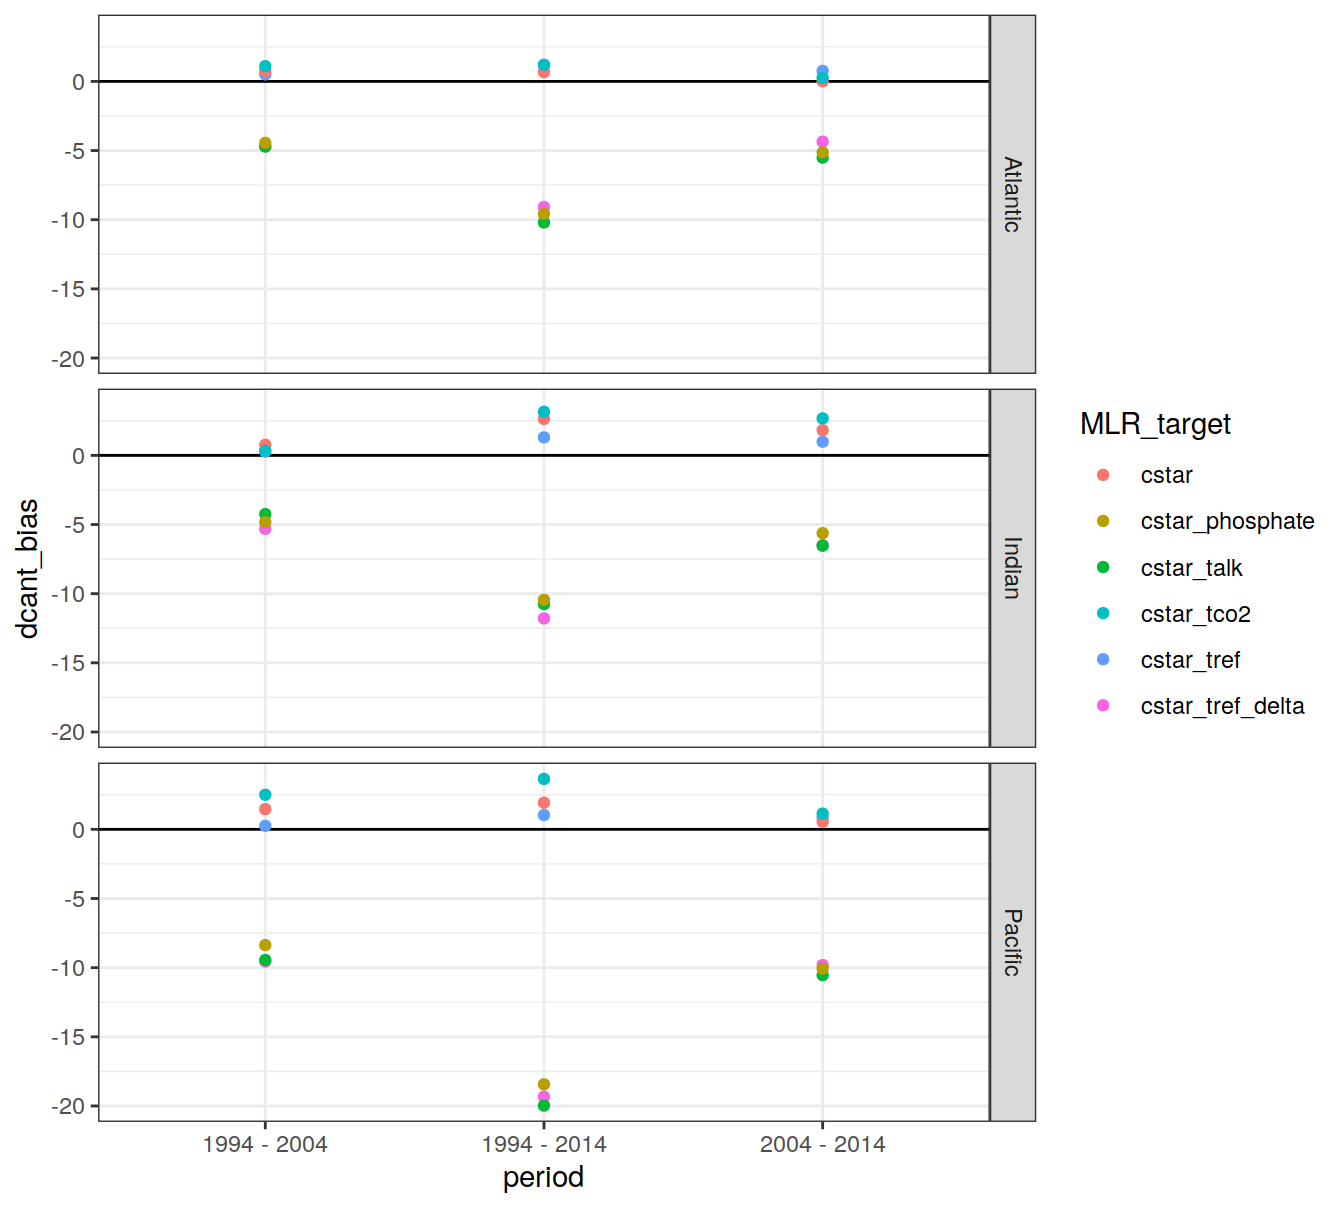 0
-5
-10
-15
-20
Atlantic
0
-5
-10
-15
-20
Indian
0
-5
-10
-15
-20
Pacific
1994 - 2004
1994 - 2014
2004 - 2014
period
dcant_bias
MLR_target
cstar
cstar_phosphate
cstar_talk
cstar_tco2
cstar_tref
cstar_tref_delta